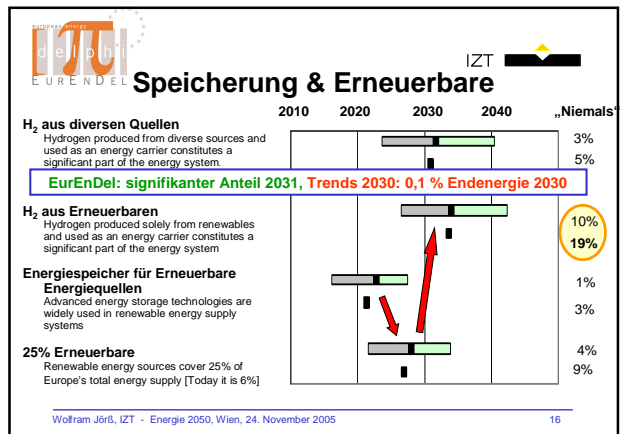 european energy
delphi
EurEnDel
IZT
Speicherung & Erneuerbare
2010 2020 2030 2040 „Niemals“
H2 aus diversen Quellen
Hydrogen produced from diverse sources and
used as an energy carrier constitutes a
significant part of the energy system.
3%
5%
EurEnDel: signifikanter Anteil 2031, Trends 2030: 0,1 % Endenergie 2030
H2 aus Erneuerbaren
Hydrogen produced solely from renewables
and used as an energy carrier constitutes a
significant part of the energy system
10%
19%
Energiespeicher für Erneuerbare
Energiequellen
Advanced energy storage technologies are
widely used in renewable energy supply
systems
1%
3%
25% Erneuerbare
Renewable energy sources cover 25% of
Europe's total energy supply [Today it is 6%]
4%
9%
Wolfram Jörß, IZT - Energie 2050, Wien, 24. November 2005 16